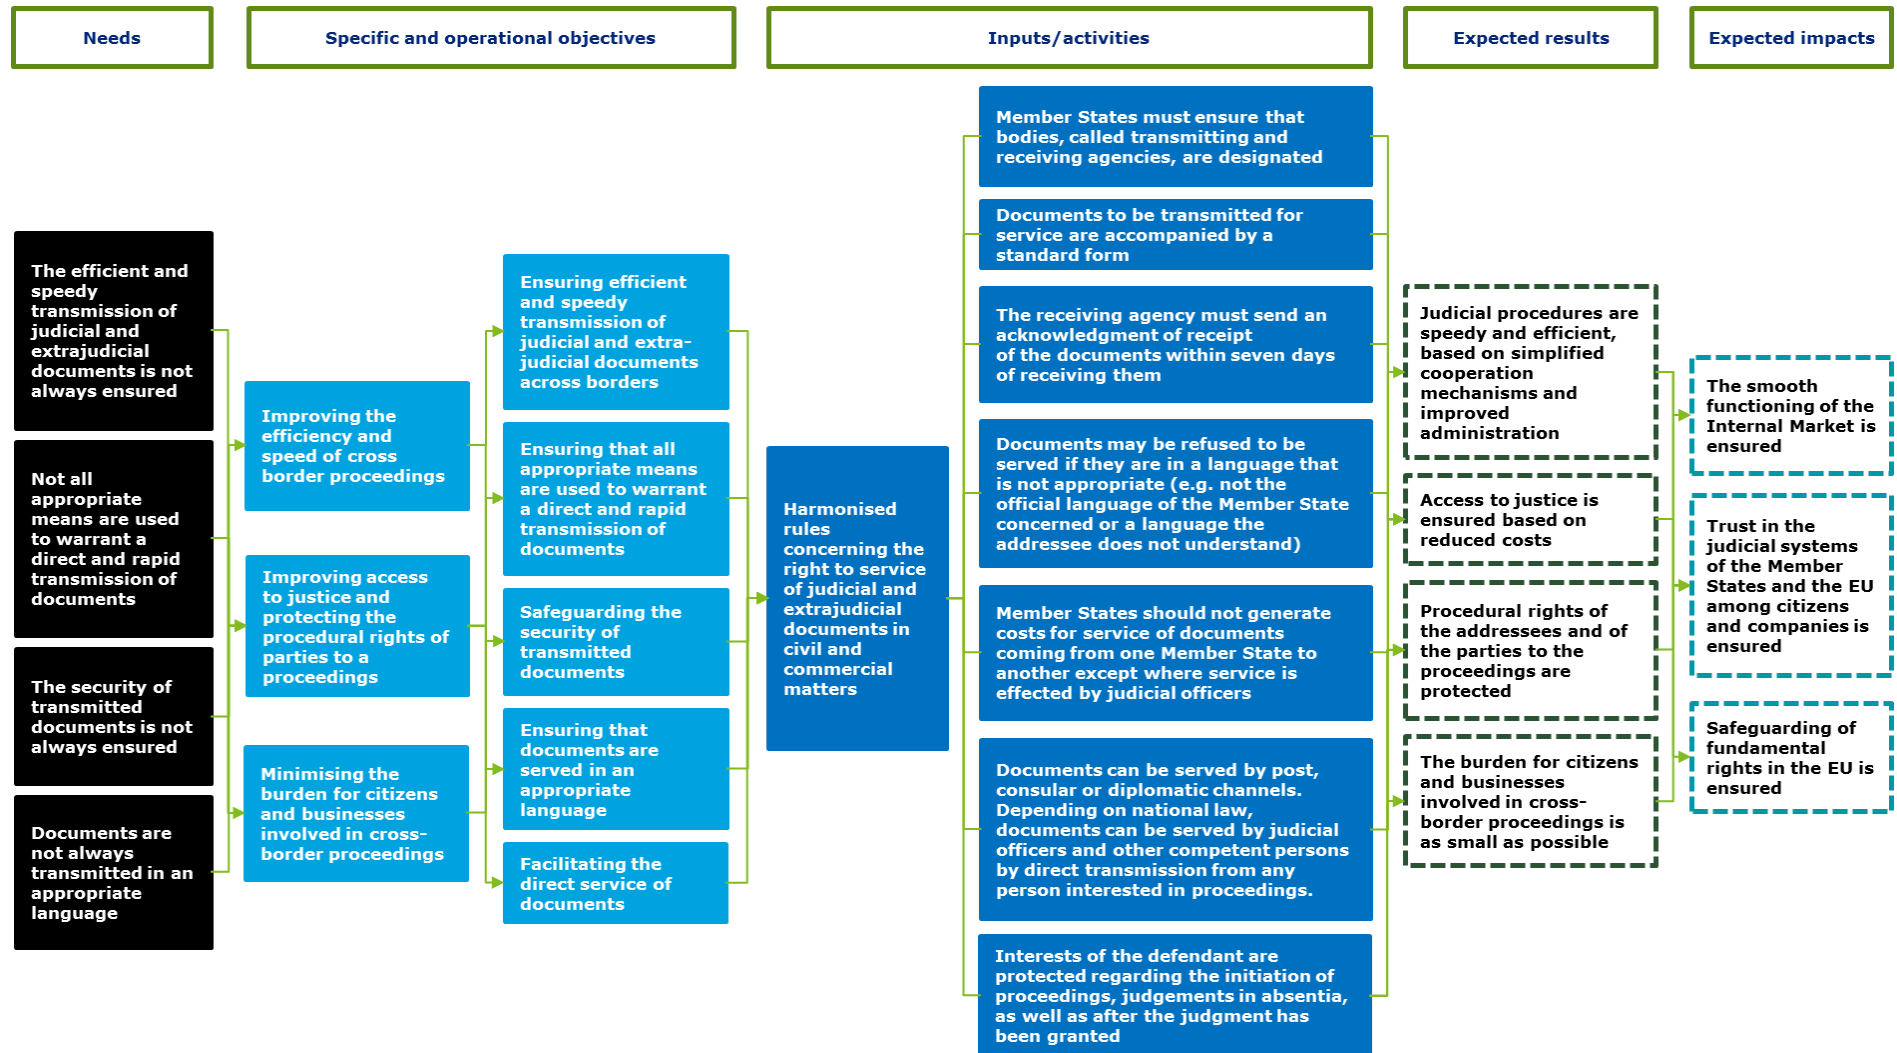 Needs
Specific and operational objectives
Inputs/activities
Expected results
Expected impacts
The efficient and
speedy
transmission of
judicial and
extrajudicial
documents is not
always ensured
Not all
appropriate
means are used
to warrant a
direct and rapid
transmission of
documents
The security of
transmitted
documents is not
always ensured
Documents are
not always
transmitted in an
appropriate
language
Improving the
efficiency and
speed of cross
border proceedings
Improving access
to justice and
protecting the
procedural rights of
parties to a
proceedings
Minimising the
burden for citizens
and businesses
involved in cross-
border proceedings
Ensuring efficient
and speedy
transmission of
judicial and extra-
judicial documents
across borders
Ensuring that all
appropriate means
are used to warrant
a direct and rapid
transmission of
documents
Safeguarding the
security of
transmitted
documents
Ensuring that
documents are
served in an
appropriate
language
Facilitating the
direct service of
documents
Harmonised
rules
concerning the
right to service
of judicial and
extrajudicial
documents in
civil and
commercial
matters
Member States must ensure that
bodies, called transmitting and
receiving agencies, are designated
Documents to be transmitted for
service are accompanied by a
standard form
The receiving agency must send an
acknowledgment of receipt
of the documents within seven days
of receiving them
Documents may be refused to be
served if they are in a language that
is not appropriate (e.g. not the
official language of the Member State
concerned or a language the
addressee does not understand)
Member States should not generate
costs for service of documents
coming from one Member State to
another except where service is
effected by judicial officers
Documents can be served by post,
consular or diplomatic channels.
Depending on national law,
documents can be served by judicial
officers and other competent persons
by direct transmission from any
person interested in proceedings.
Interests of the defendant are
protected regarding the initiation of
proceedings, judgements in absentia,
as well as after the judgment has
been granted
Judicial procedures are
speedy and efficient,
based on simplified
cooperation
mechanisms and
improved
administration
Access to justice is
ensured based on
reduced costs
Procedural rights of
the addressees and of
the parties to the
proceedings are
protected
The burden for citizens
and businesses
involved in cross-
border proceedings is
as small as possible
The smooth
functioning of the
Internal Market is
ensured
Trust in the
judicial systems
of the Member
States and the EU
among citizens
and companies is
ensured
Safeguarding of
fundamental
rights in the EU is
ensured